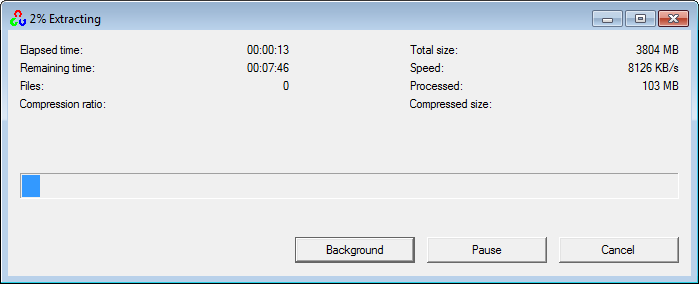 2% Extracting
Elapsed time: 00:00:13 Total size: 3804 MB
Remaining time: 00:07:46 Speed: 8126 KB/s
Files: 0 Processed: 103 MB
Compression ratio: Compressed size:
Background Pause Cancel